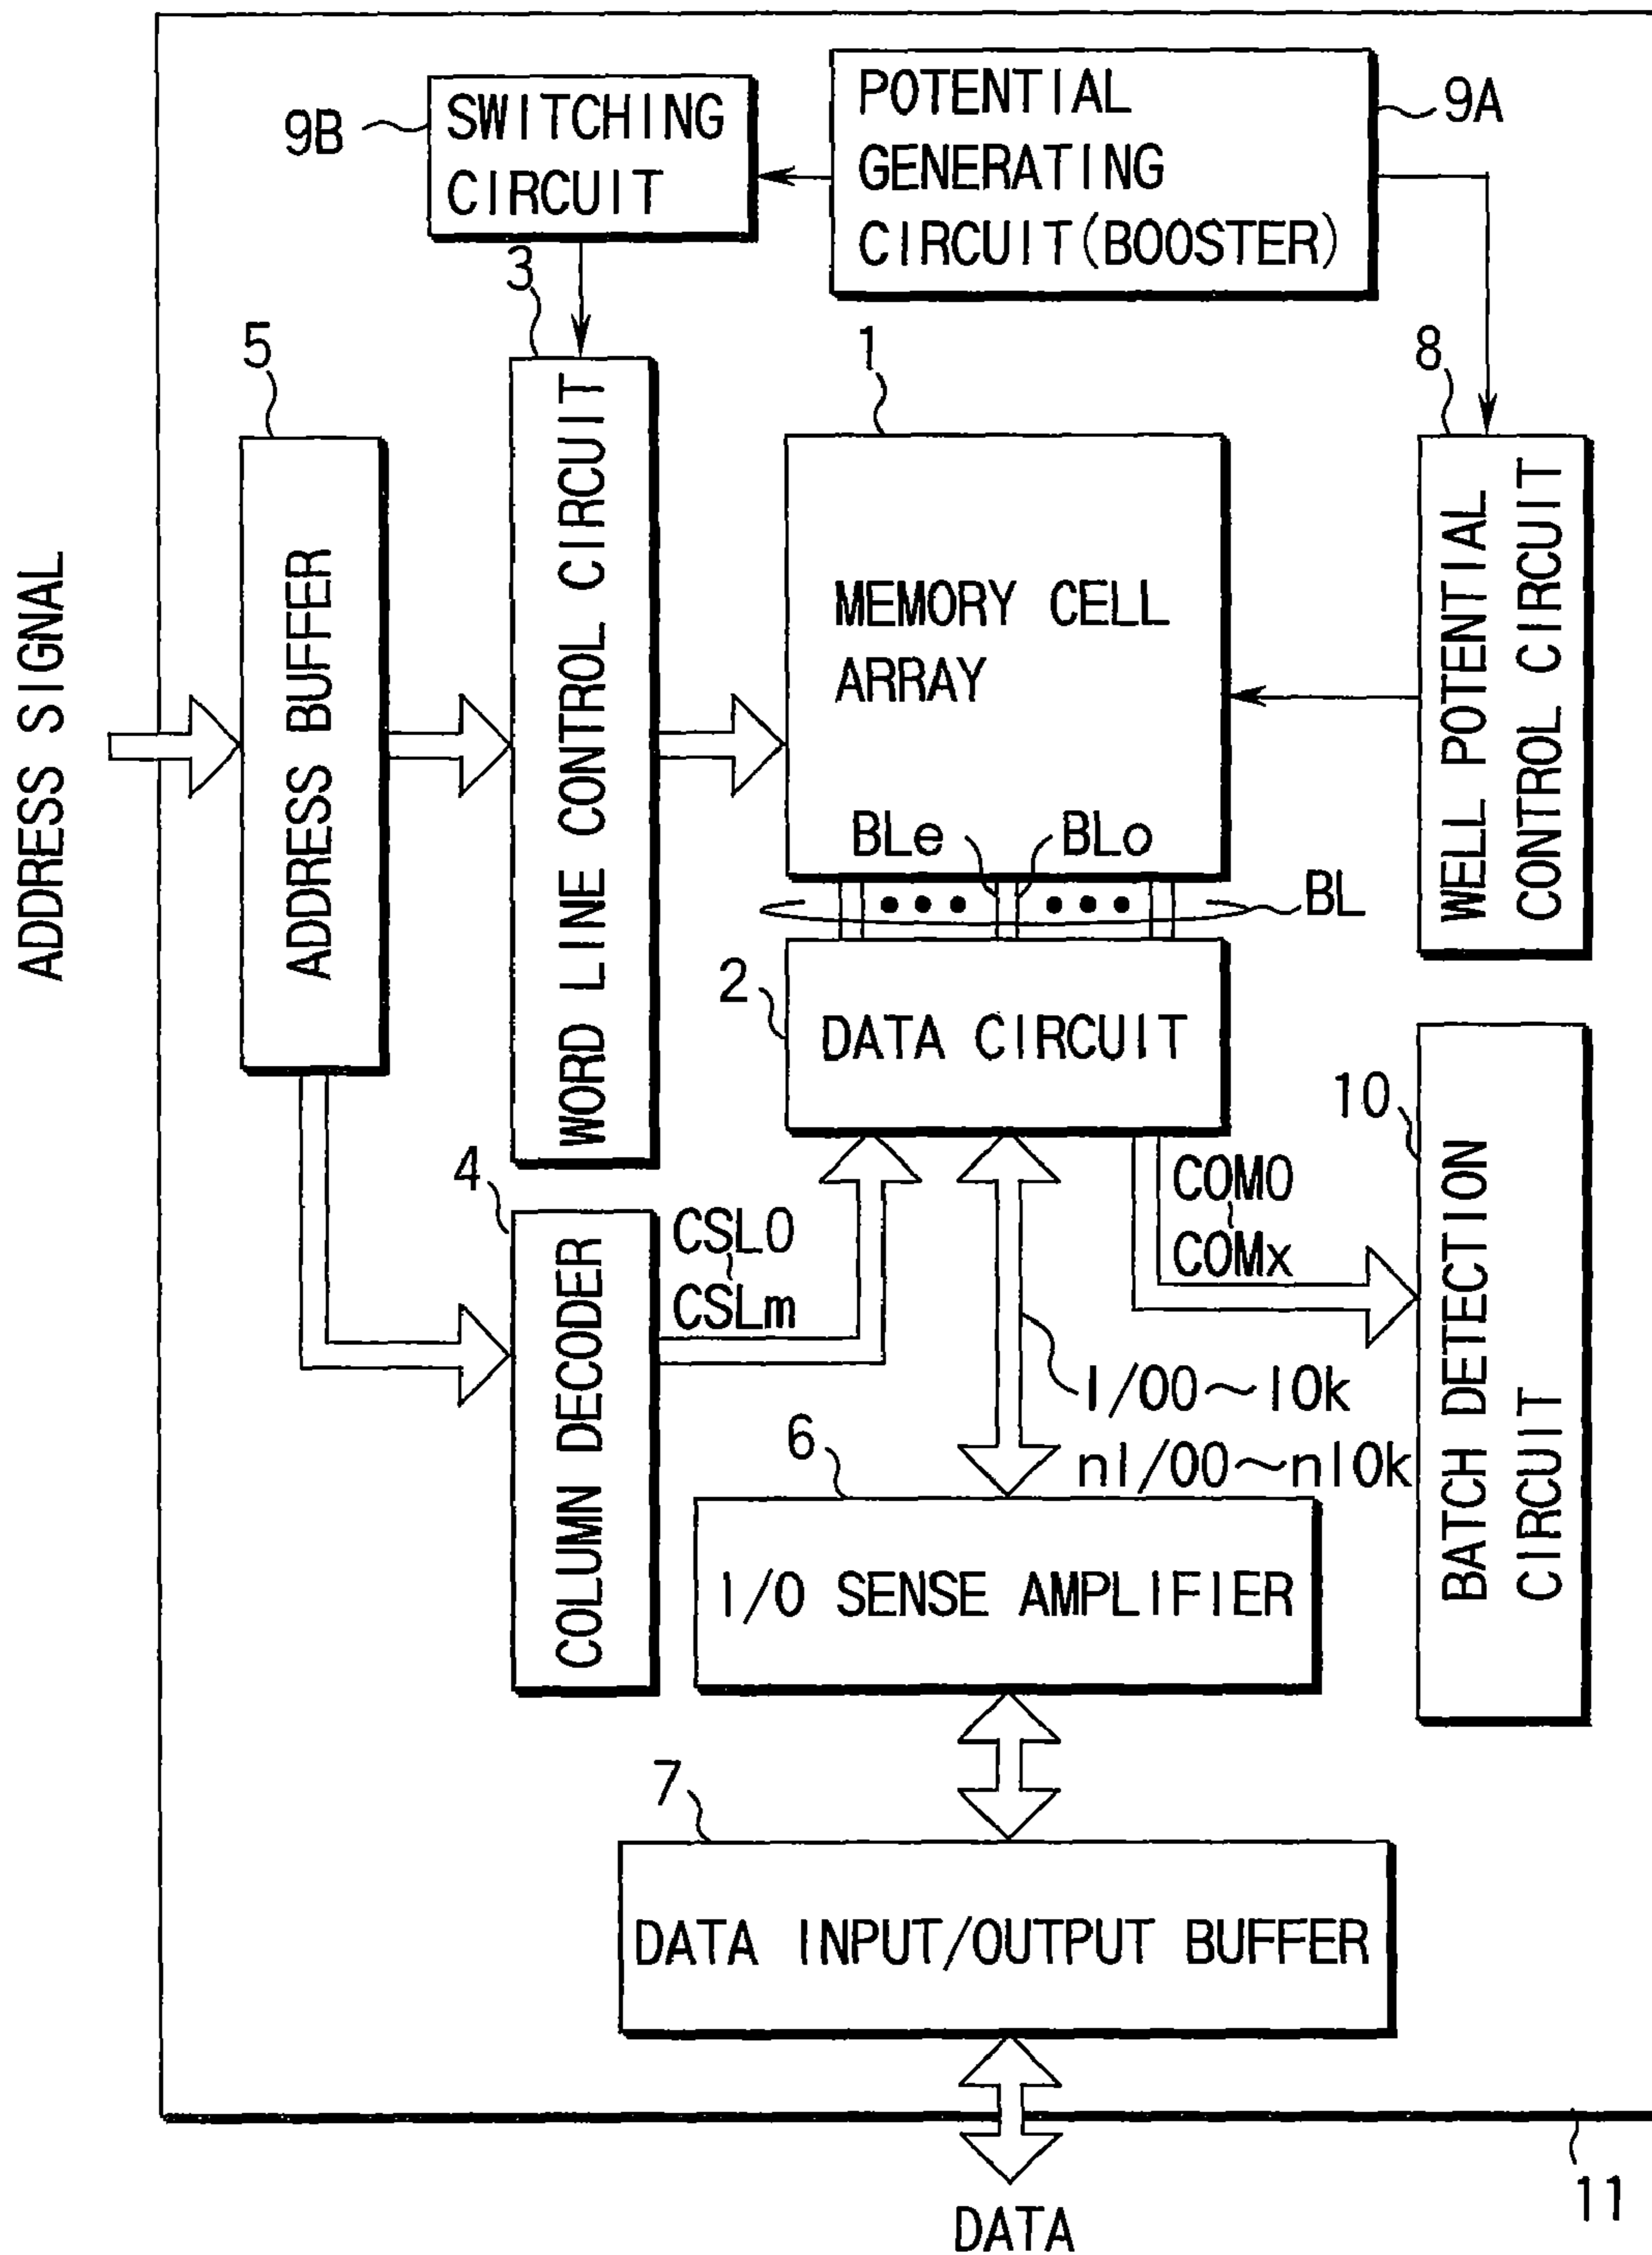 9B
SWITCHING
CIRCUIT
POTENTIAL
GENERATING
CIRCUIT(BOOSTER)
9A
3
5
1
8
ADDRESS SIGNAL
ADDRESS BUFFER
WORD LINE CONTROL CIRCUIT
MEMORY CELL
ARRAY
WELL POTENTIAL
CONTROL CIRCUIT
BLe
BLo
BL
2
DATA CIRCUIT
10
4
COLUMN DECODER
CSL0
~
CSLm
COM0
~
COMx
BATCH DETECTION
CIRCUIT
I/O0~IOk
nI/O0~nIOk
6
I/O SENSE AMPLIFIER
7
DATA INPUT/OUTPUT BUFFER
11
DATA